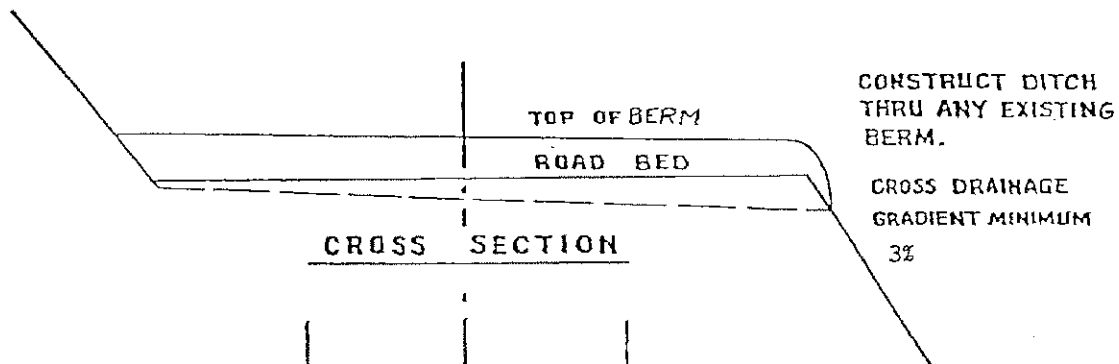 TOP OF BERM
ROAD BED
CROSS SECTION
CONSTRUCT DITCH
THRU ANY EXISTING
BERM.
CROSS DRAINAGE
GRADIENT MINIMUM
3%